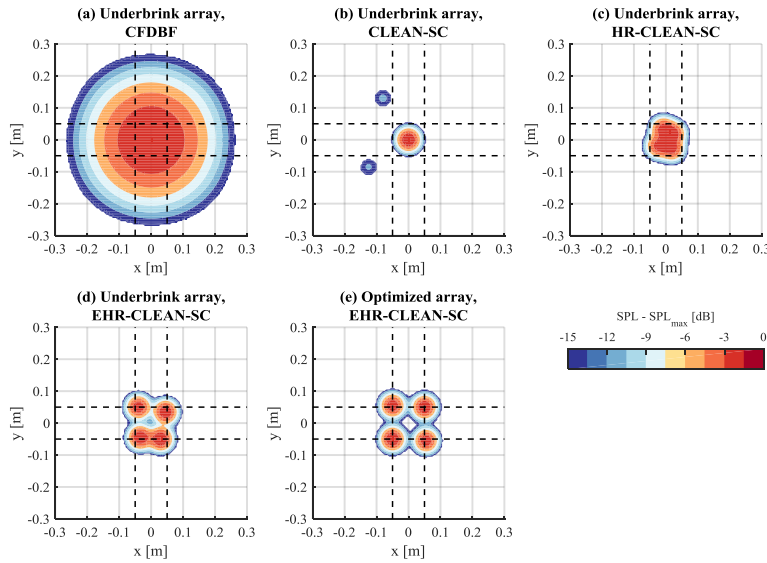 (a) Underbrink array,
CFDBF
(b) Underbrink array,
CLEAN-SC
(c) Underbrink array,
HR-CLEAN-SC
0.3
0.2
0.1
0
-0.1
-0.2
-0.3
y [m]
-0.3 -0.2 -0.1 0 0.1 0.2 0.3
x [m]
0.3
0.2
0.1
0
-0.1
-0.2
-0.3
y [m]
-0.3 -0.2 -0.1 0 0.1 0.2 0.3
x [m]
0.3
0.2
0.1
0
-0.1
-0.2
-0.3
y [m]
-0.3 -0.2 -0.1 0 0.1 0.2 0.3
x [m]
(d) Underbrink array,
EHR-CLEAN-SC
(e) Optimized array,
EHR-CLEAN-SC
0.3
0.2
0.1
0
-0.1
-0.2
-0.3
y [m]
-0.3 -0.2 -0.1 0 0.1 0.2 0.3
x [m]
0.3
0.2
0.1
0
-0.1
-0.2
-0.3
y [m]
-0.3 -0.2 -0.1 0 0.1 0.2 0.3
x [m]
SPL - SPLmax [dB]
-15 -12 -9 -6 -3 0